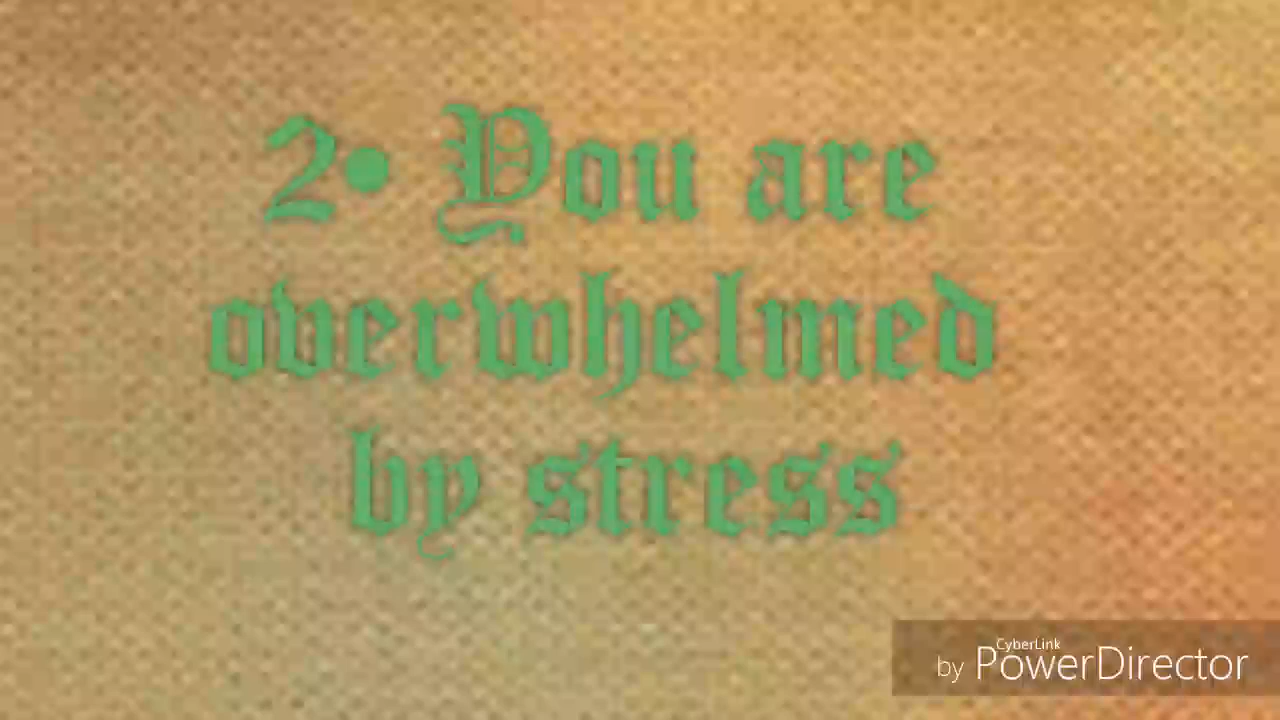 2• You are
overwhelmed
by stress
CyberLink
by PowerDirector